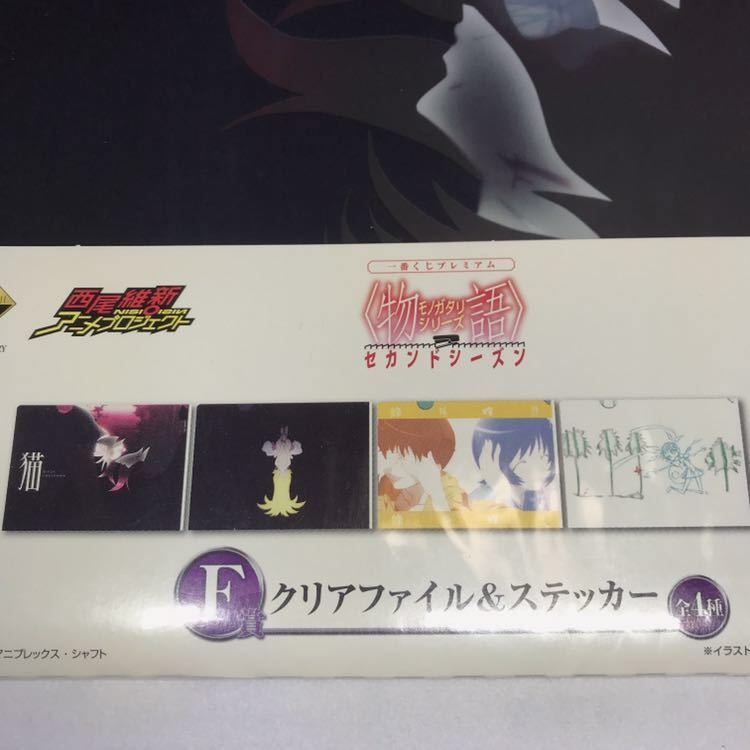 西尾維新
NISIOISIN
アニメプロジェクト
一番くじプレミアム
〈物語〉
モノガタリ
シリーズ
セカンドシーズン
猫
F賞 クリアファイル&ステッカー 全4種
アニプレックス・シャフト
※イラスト